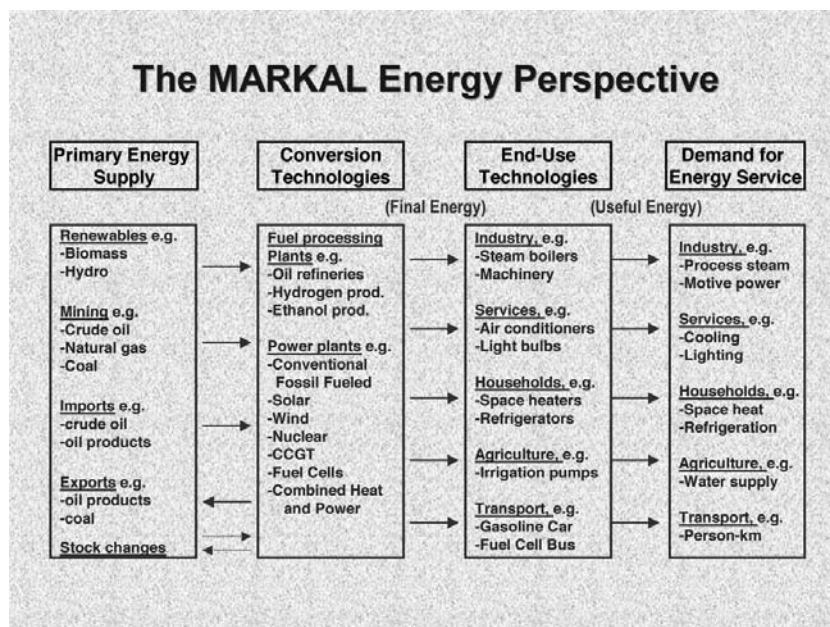 The MARKAL Energy Perspective
Primary Energy
Supply
Conversion
Technologies
End-Use
Technologies
Demand for
Energy Service
(Final Energy)
(Useful Energy)
Renewables e.g.
-Biomass
-Hydro
Mining e.g.
-Crude oil
-Natural gas
-Coal
Imports e.g.
-crude oil
-oil products
Exports e.g.
-oil products
-coal
Stock changes
Fuel processing
Plants e.g.
-Oil refineries
-Hydrogen prod.
-Ethanol prod.
Power plants e.g.
-Conventional
Fossil Fueled
-Solar
-Wind
-Nuclear
-CCGT
-Fuel Cells
-Combined Heat
and Power
Industry, e.g.
-Steam boilers
-Machinery
Services, e.g.
-Air conditioners
-Light bulbs
Households, e.g.
-Space heaters
-Refrigerators
Agriculture, e.g.
-Irrigation pumps
Transport, e.g.
-Gasoline Car
-Fuel Cell Bus
Industry, e.g.
-Process steam
-Motive power
Services, e.g.
-Cooling
-Lighting
Households, e.g.
-Space heat
-Refrigeration
Agriculture, e.g.
-Water supply
Transport, e.g.
-Person-km